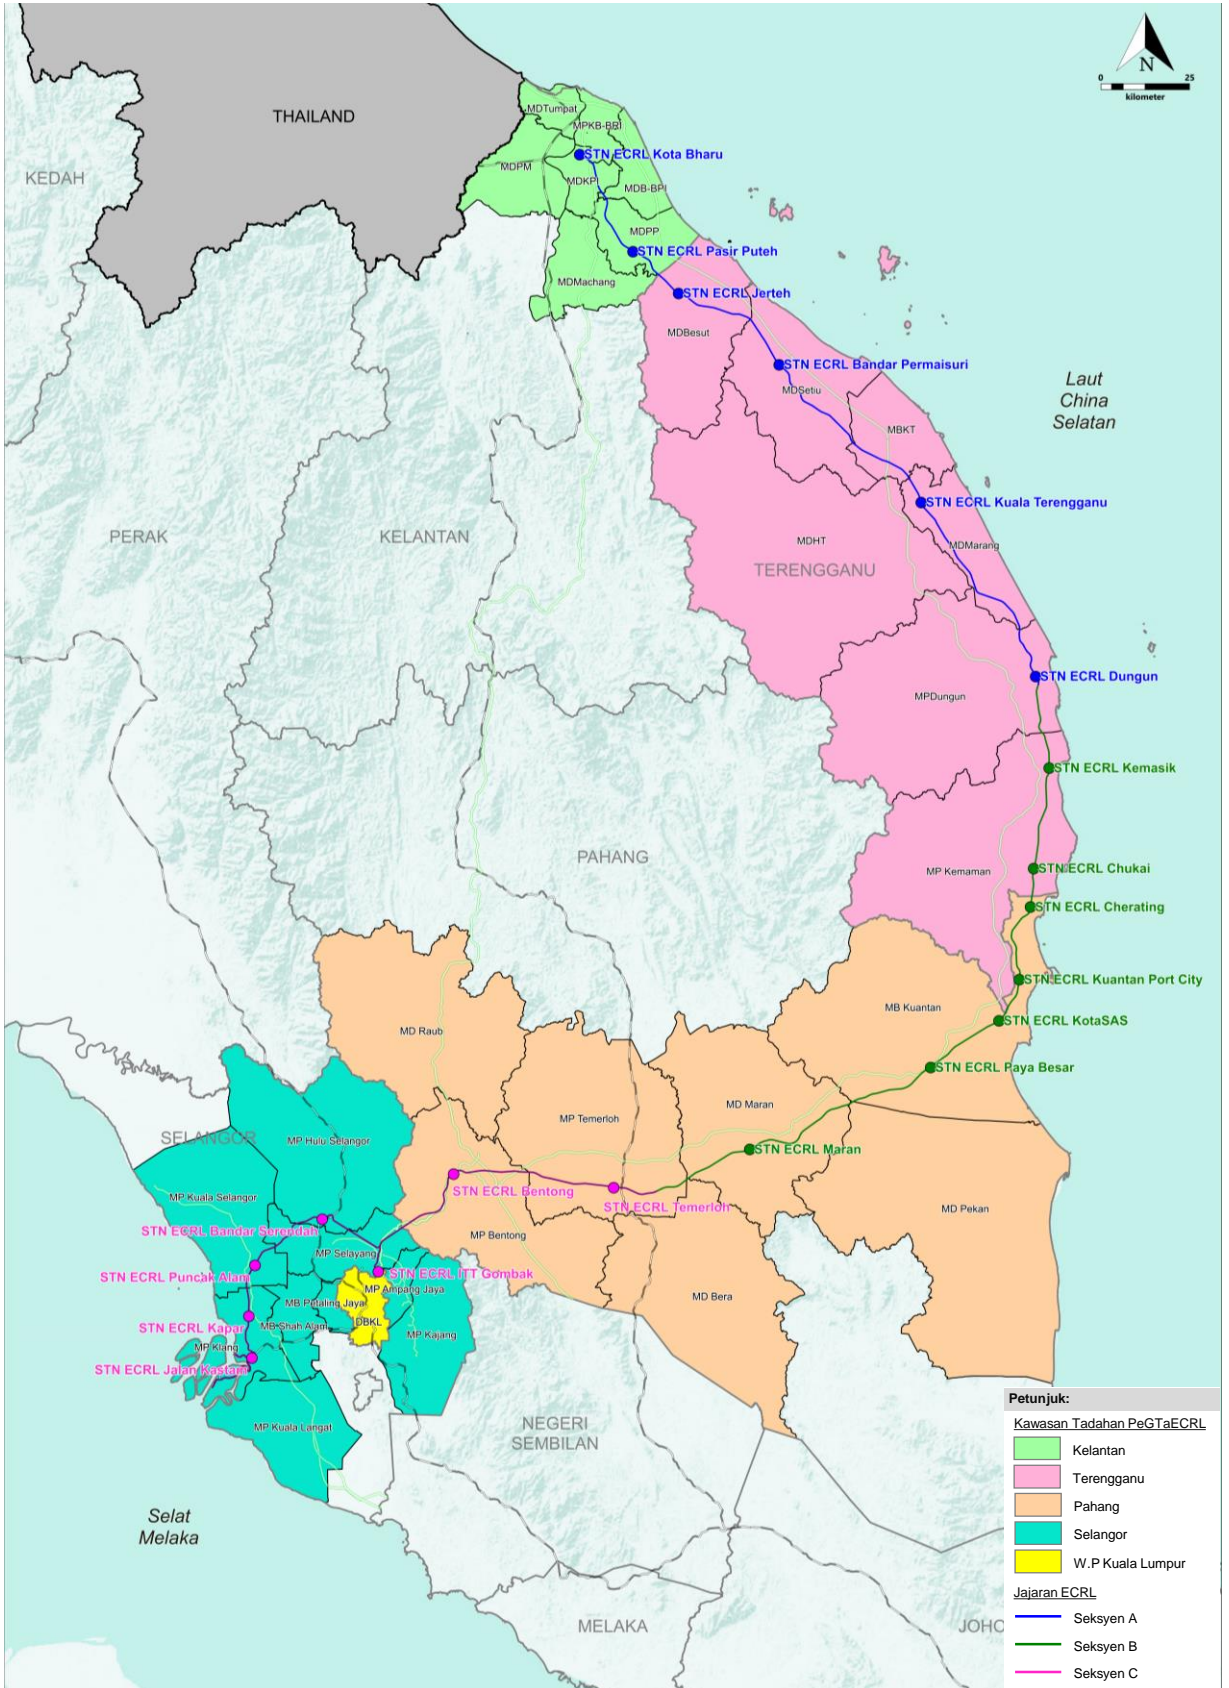 N
0 25
kilometer
THAILAND
KEDAH
MDTumpat
MPKB-BRI
STN ECRL Kota Bharu
MDPM
MDKPI
MDB-BPI
MDPP
STN ECRL Pasir Puteh
MDMachang
STN ECRL Jerteh
MDBesut
STN ECRL Bandar Permaisuri
MDSetiu
Laut
China
Selatan
MBKT
STN ECRL Kuala Terengganu
PERAK
KELANTAN
MDHT
MDMarang
TERENGGANU
STN ECRL Dungun
MPDungun
STN ECRL Kemasik
PAHANG
MP Kemaman
STN ECRL Chukai
STN ECRL Cherating
STN ECRL Kuantan Port City
MB Kuantan
STN ECRL KotaSAS
MD Raub
STN ECRL Paya Besar
MD Maran
MP Temerloh
SELANGOR
MP Hulu Selangor
STN ECRL Maran
STN ECRL Bentong
MP Kuala Selangor
STN ECRL Temerloh
MD Pekan
STN ECRL Bandar Serendah
MP Bentong
MP Selayang
STN ECRL Puncak Alam
STN ECRL ITT Gombak
MP Ampang Jaya
MD Bera
MB Petaling Jaya
DBKL
STN ECRL Kapar
MB Shah Alam
MP Kajang
MP Klang
STN ECRL Jalan Kastam
MP Kuala Langat
NEGERI
SEMBILAN
Selat
Melaka
MELAKA
JOHO
Petunjuk:
Kawasan Tadahan PeGTaECRL
Kelantan
Terengganu
Pahang
Selangor
W.P Kuala Lumpur
Jajaran ECRL
Seksyen A
Seksyen B
Seksyen C